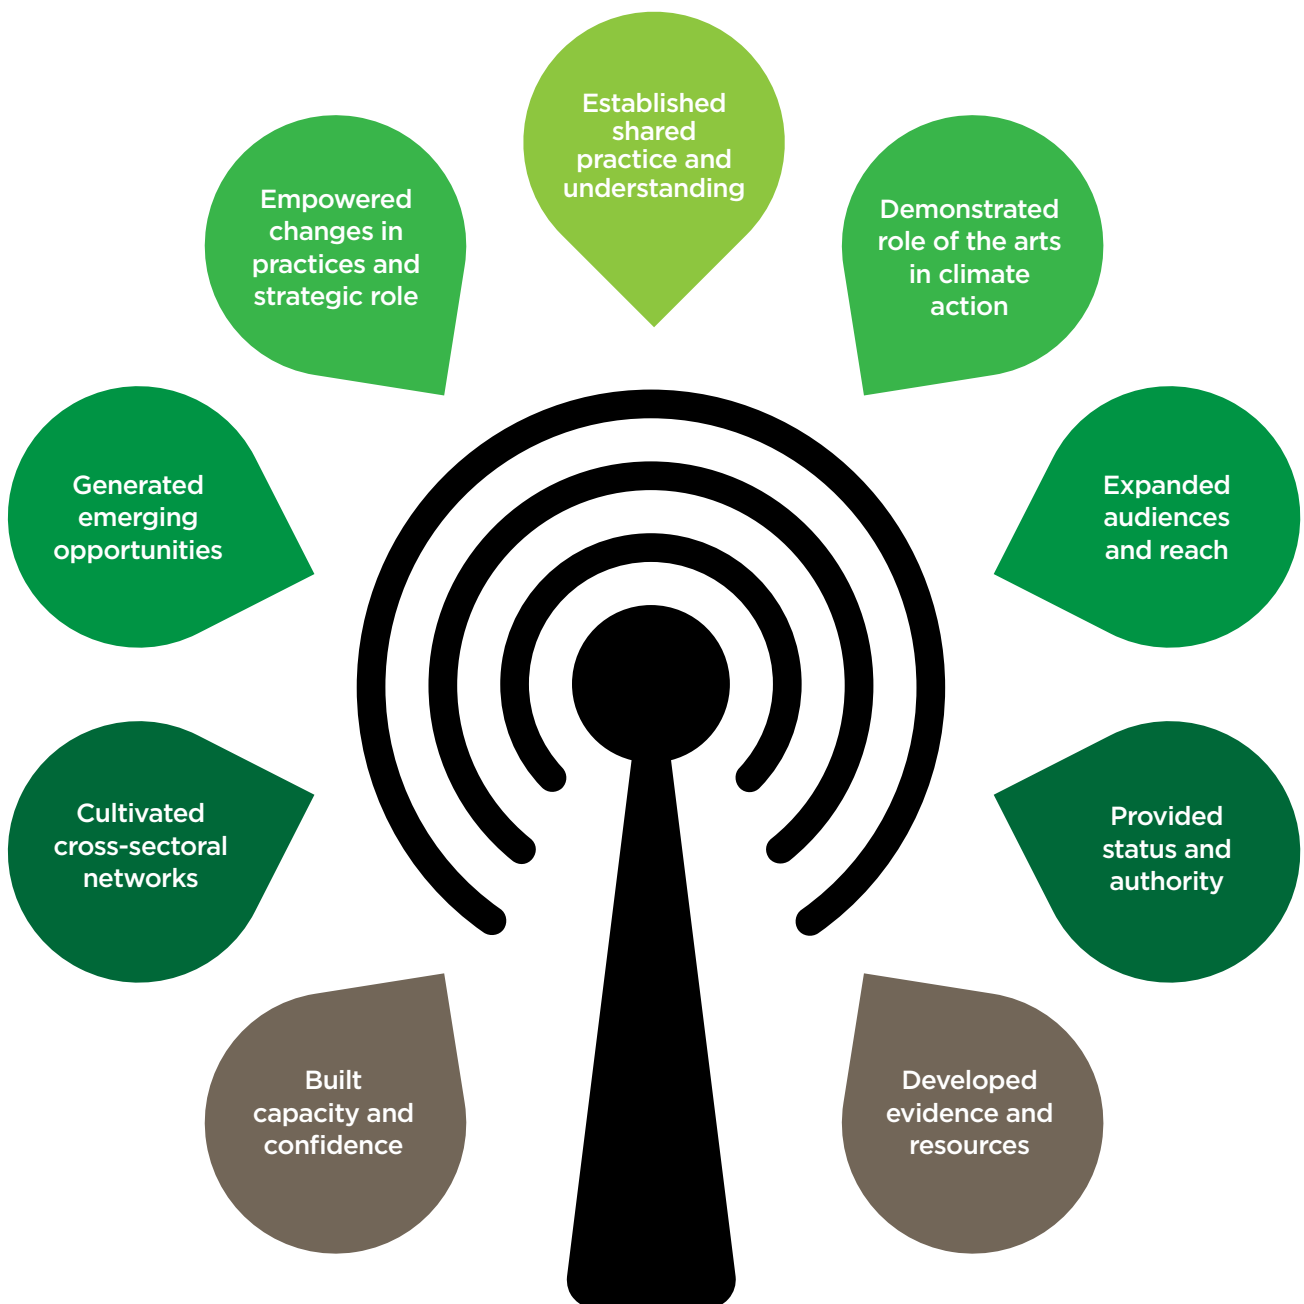 Established
shared
practice and
understanding
Empowered
changes in
practices and
strategic role
Demonstrated
role of the arts
in climate
action
Generated
emerging
opportunities
Expanded
audiences
and reach
Cultivated
cross-sectoral
networks
Provided
status and
authority
Built
capacity and
confidence
Developed
evidence and
resources